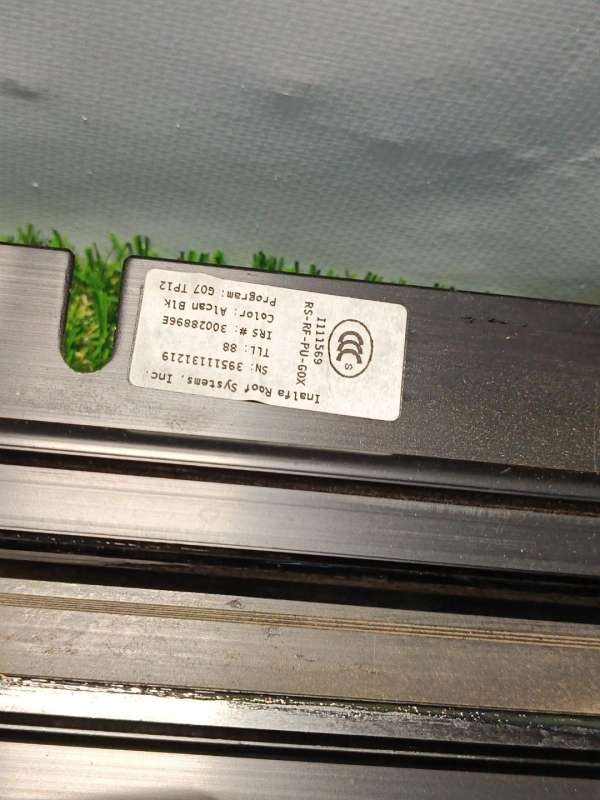 Inalfa Roof Systems, Inc.
SN: 39511131219
TLL: 88
IRS #: 30028896E
Color: Alcan Blk
Program: G07 TP12
CCC S
I111569
RS-RF-PU-G0X